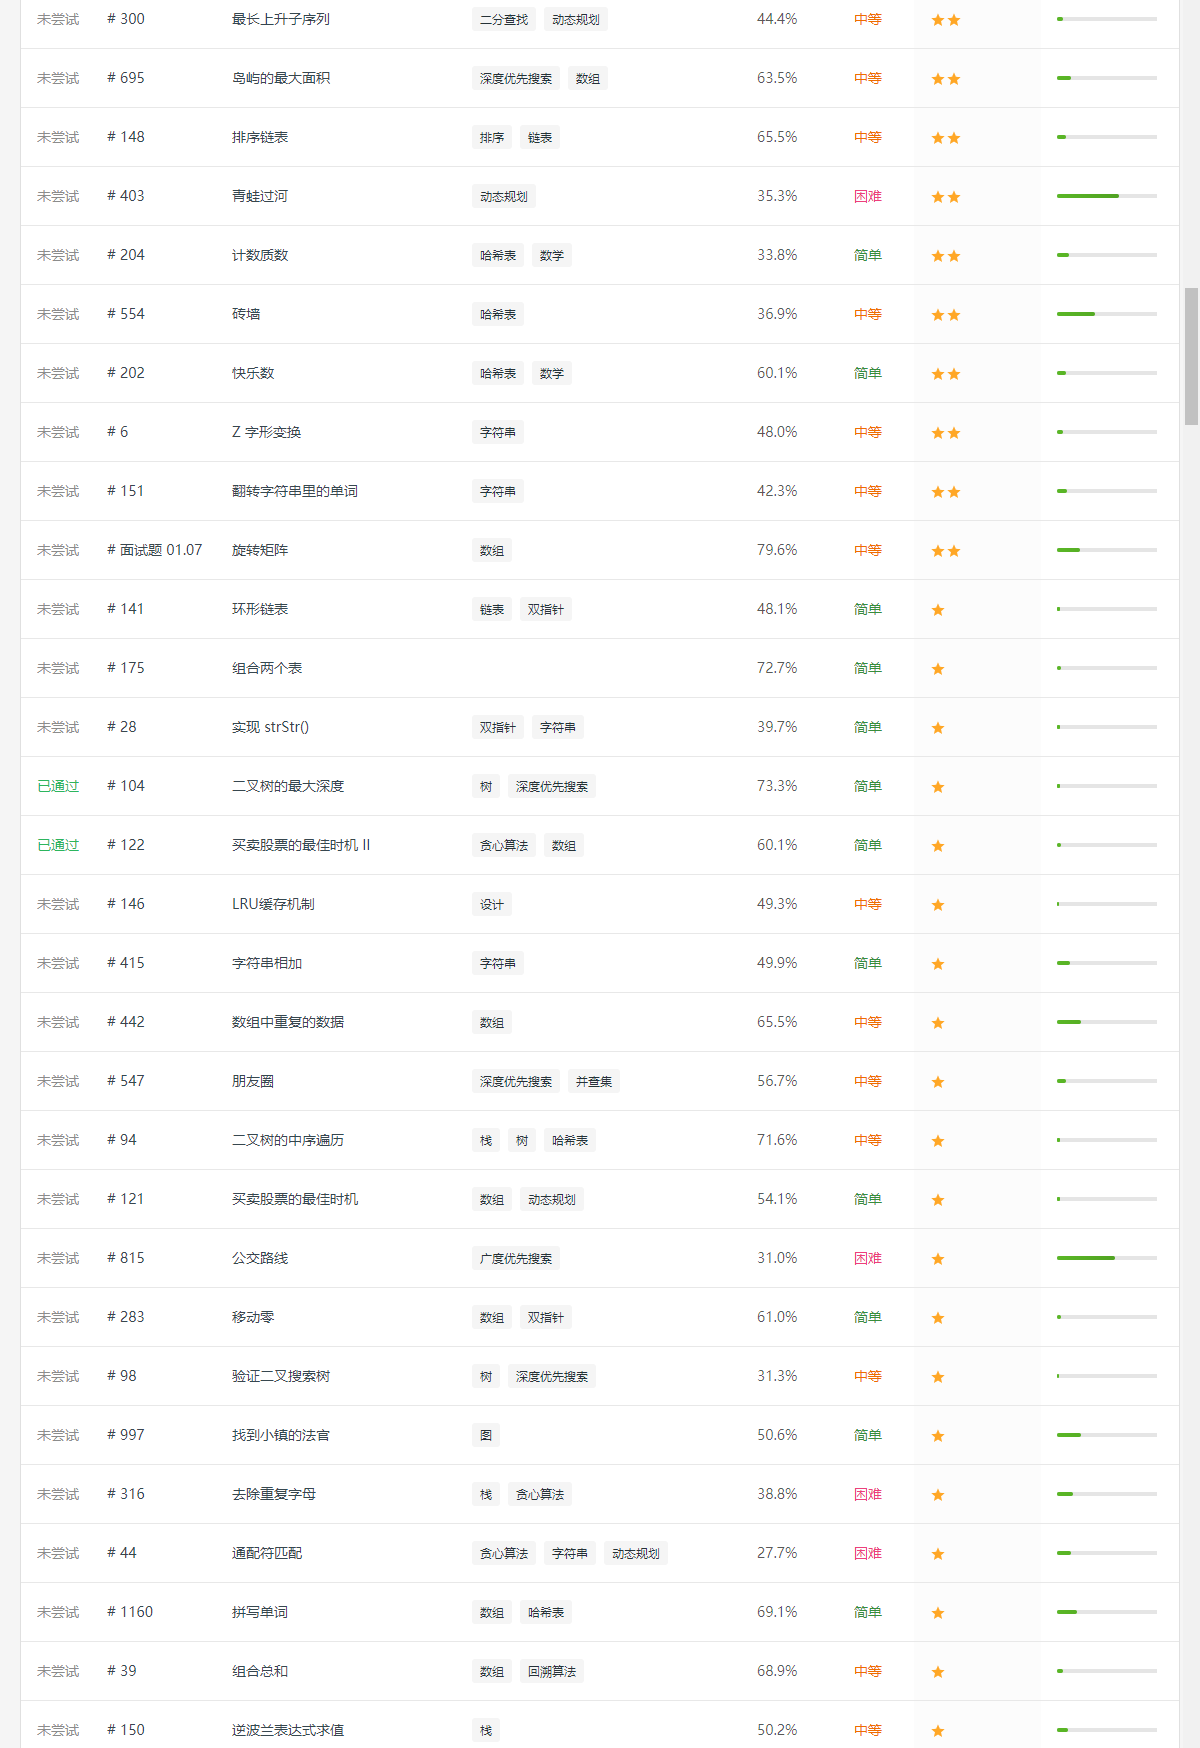 未尝试 # 300 最长上升子序列 二分查找 动态规划 44.4% 中等
未尝试 # 695 岛屿的最大面积 深度优先搜索 数组 63.5% 中等
未尝试 # 148 排序链表 排序 链表 65.5% 中等
未尝试 # 403 青蛙过河 动态规划 35.3% 困难
未尝试 # 204 计数质数 哈希表 数学 33.8% 简单
未尝试 # 554 砖墙 哈希表 36.9% 中等
未尝试 # 202 快乐数 哈希表 数学 60.1% 简单
未尝试 # 6 Z 字形变换 字符串 48.0% 中等
未尝试 # 151 翻转字符串里的单词 字符串 42.3% 中等
未尝试 # 面试题 01.07 旋转矩阵 数组 79.6% 中等
未尝试 # 141 环形链表 链表 双指针 48.1% 简单
未尝试 # 175 组合两个表 72.7% 简单
未尝试 # 28 实现 strStr() 双指针 字符串 39.7% 简单
已通过 # 104 二叉树的最大深度 树 深度优先搜索 73.3% 简单
已通过 # 122 买卖股票的最佳时机 II 贪心算法 数组 60.1% 简单
未尝试 # 146 LRU缓存机制 设计 49.3% 中等
未尝试 # 415 字符串相加 字符串 49.9% 简单
未尝试 # 442 数组中重复的数据 数组 65.5% 中等
未尝试 # 547 朋友圈 深度优先搜索 并查集 56.7% 中等
未尝试 # 94 二叉树的中序遍历 栈 树 哈希表 71.6% 中等
未尝试 # 121 买卖股票的最佳时机 数组 动态规划 54.1% 简单
未尝试 # 815 公交路线 广度优先搜索 31.0% 困难
未尝试 # 283 移动零 数组 双指针 61.0% 简单
未尝试 # 98 验证二叉搜索树 树 深度优先搜索 31.3% 中等
未尝试 # 997 找到小镇的法官 图 50.6% 简单
未尝试 # 316 去除重复字母 栈 贪心算法 38.8% 困难
未尝试 # 44 通配符匹配 贪心算法 字符串 动态规划 27.7% 困难
未尝试 # 1160 拼写单词 数组 哈希表 69.1% 简单
未尝试 # 39 组合总和 数组 回溯算法 68.9% 中等
未尝试 # 150 逆波兰表达式求值 栈 50.2% 中等